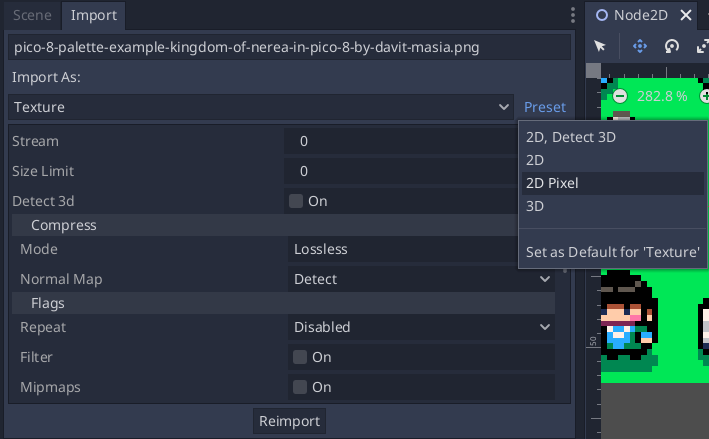 Scene Import
Node2D
pico-8-palette-example-kingdom-of-nerea-in-pico-8-by-davit-masia.png
Import As:
Texture
Preset
282.8 %
Stream 0
Size Limit 0
Detect 3d On
Compress
Mode Lossless
Normal Map Detect
Flags
Repeat Disabled
Filter On
Mipmaps On
Reimport
2D, Detect 3D
2D
2D Pixel
3D
Set as Default for 'Texture'
50